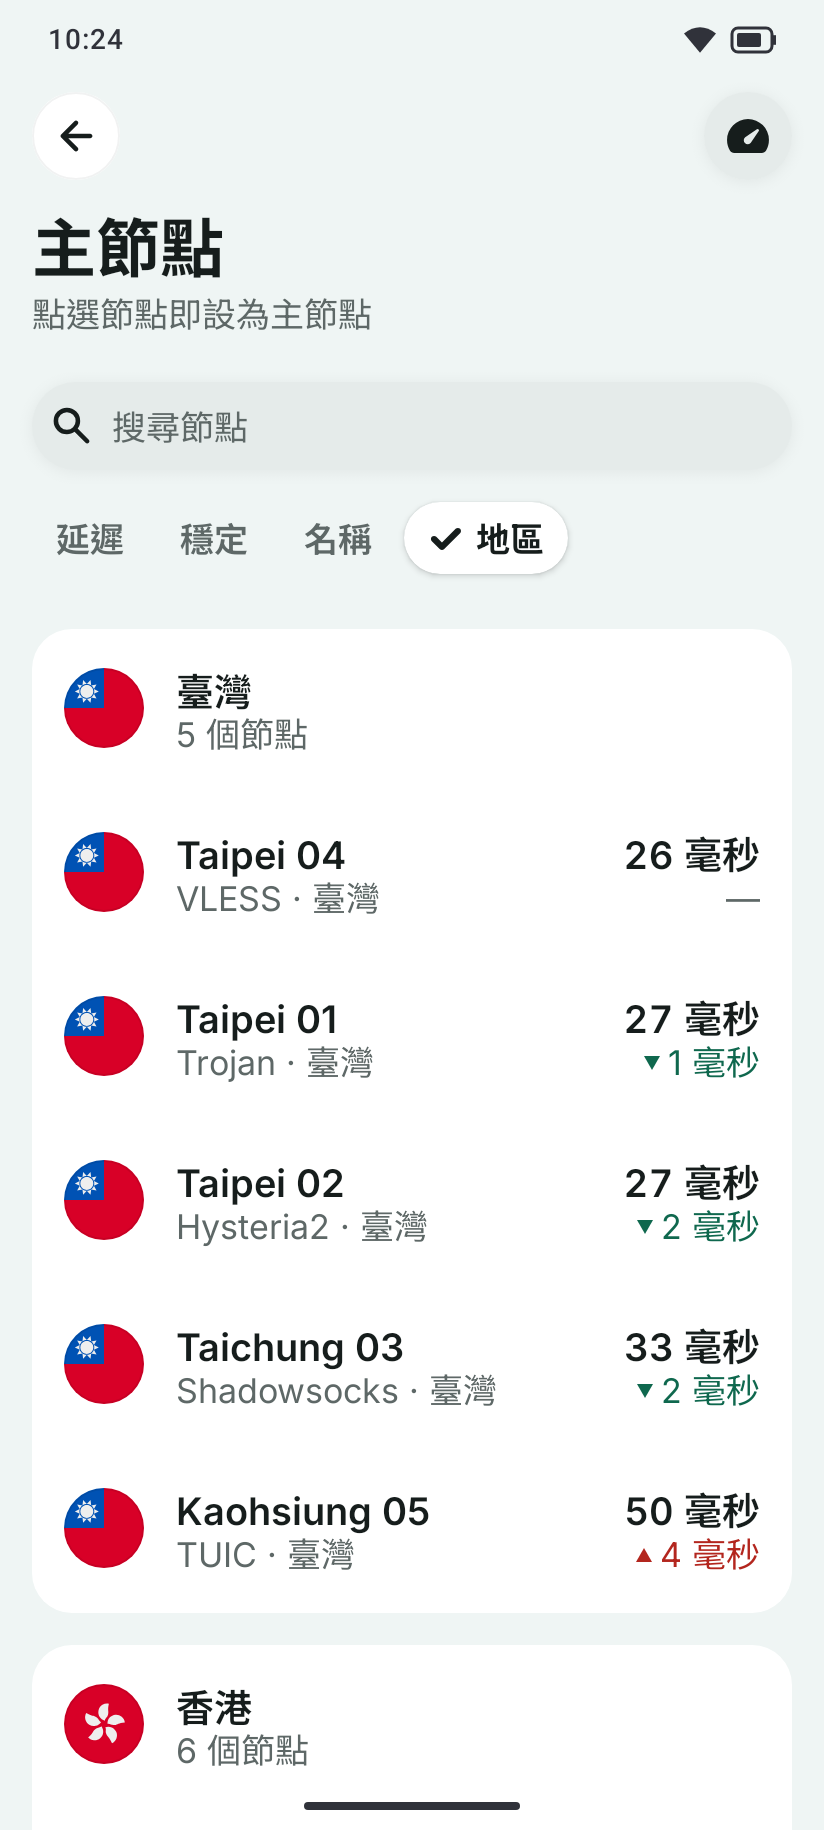 10:24
主節點
點選節點即設為主節點
搜尋節點
延遲 穩定 名稱 地區
臺灣
5 個節點
Taipei 04 26 毫秒
VLESS · 臺灣 —
Taipei 01 27 毫秒
Trojan · 臺灣 ▼1 毫秒
Taipei 02 27 毫秒
Hysteria2 · 臺灣 ▼2 毫秒
Taichung 03 33 毫秒
Shadowsocks · 臺灣 ▼2 毫秒
Kaohsiung 05 50 毫秒
TUIC · 臺灣 ▲4 毫秒
香港
6 個節點